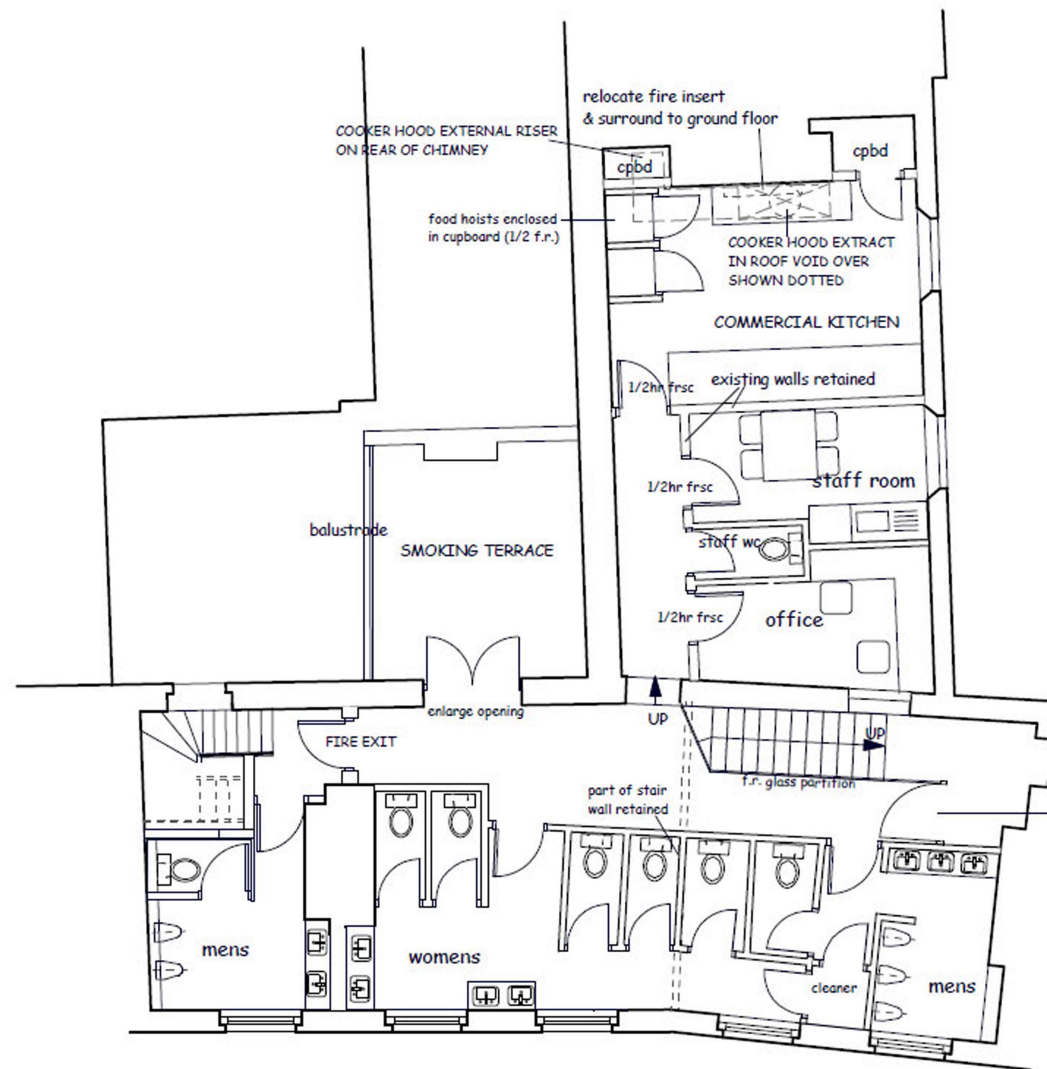 relocate fire insert
& surround to ground floor
COOKER HOOD EXTERNAL RISER
ON REAR OF CHIMNEY
cpbd
cpbd
food hoists enclosed
in cupboard (1/2 f.r.)
COOKER HOOD EXTRACT
IN ROOF VOID OVER
SHOWN DOTTED
COMMERCIAL KITCHEN
1/2hr frsc
existing walls retained
1/2hr frsc
staff room
balustrade
SMOKING TERRACE
staff wc
1/2hr frsc
office
enlarge opening
UP
FIRE EXIT
UP
f.r. glass partition
part of stair
wall retained
mens
womens
cleaner
mens